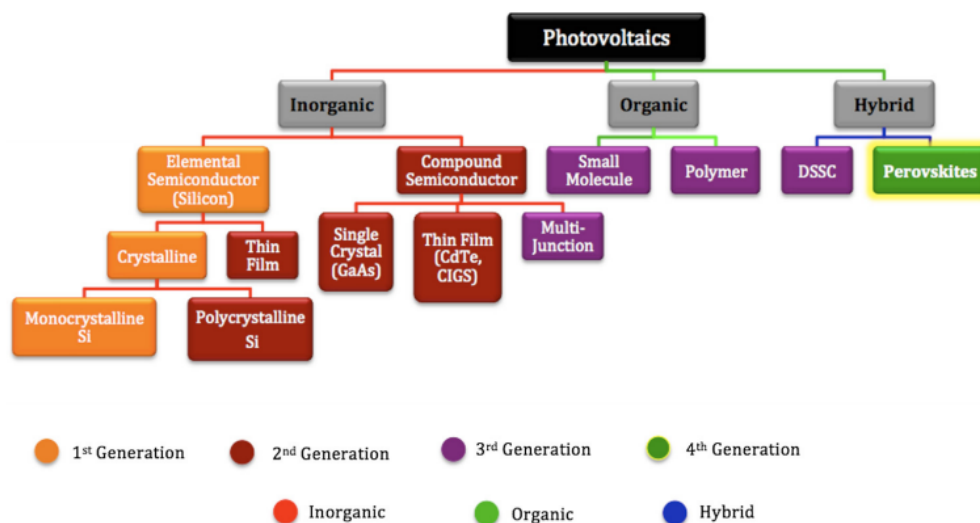 Photovoltaics
Inorganic
Organic
Hybrid
Elemental
Semiconductor
(Silicon)
Compound
Semiconductor
Small
Molecule
Polymer
DSSC
Perovskites
Crystalline
Thin
Film
Single
Crystal
(GaAs)
Thin Film
(CdTe,
CIGS)
Multi-
Junction
Monocrystalline
Si
Polycrystalline
Si
1st Generation
2nd Generation
3rd Generation
4th Generation
Inorganic
Organic
Hybrid